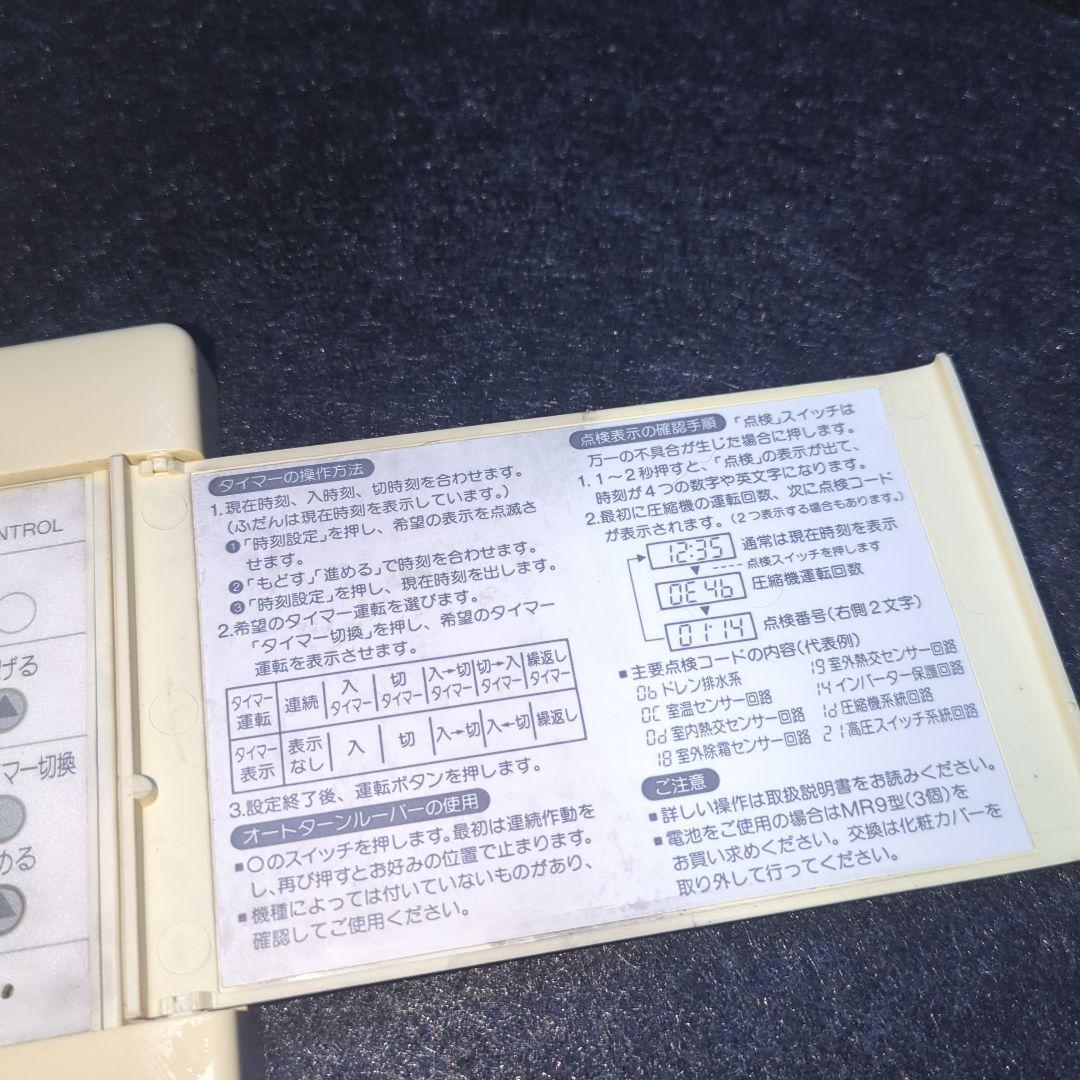 NTROL
げる
マー切換
める
タイマーの操作方法
1.現在時刻、入時刻、切時刻を合わせます。
(ふだんは現在時刻を表示しています。)
❶「時刻設定」を押し、希望の表示を点滅さ
せます。
❷「もどす」「進める」で時刻を合わせます。
❸「時刻設定」を押し、現在時刻を出します。
2.希望のタイマー運転を選びます。
「タイマー切換」を押し、希望のタイマー
運転を表示させます。
タイマー運転 連続 入タイマー 切タイマー 入→切タイマー 切→入タイマー 繰返しタイマー
タイマー表示 表示なし 入 切 入→切 入←切 繰返し
3.設定終了後、運転ボタンを押します。
オートターンルーバーの使用
■○のスイッチを押します。最初は連続作動を
し、再び押すとお好みの位置で止まります。
■機種によっては付いていないものがあり、
確認してご使用ください。
点検表示の確認手順 「点検」スイッチは
万一の不具合が生じた場合に押します。
1.1〜2秒押すと、「点検」の表示が出て、
時刻が4つの数字や英文字になります。
2.最初に圧縮機の運転回数、次に点検コード
が表示されます。(2つ表示する場合もあります。)
12:35 通常は現在時刻を表示
点検スイッチを押します
0E46 圧縮機運転回数
0114 点検番号(右側2文字)
■主要点検コードの内容(代表例)
0b ドレン排水系
0C 室温センサー回路
0d 室内熱交センサー回路
18 室外除霜センサー回路
19 室外熱交センサー回路
14 インバーター保護回路
1d 圧縮機系統回路
21 高圧スイッチ系統回路
ご注意
■詳しい操作は取扱説明書をお読みください。
■電池をご使用の場合はMR9型(3個)を
お買い求めください。交換は化粧カバーを
取り外して行ってください。